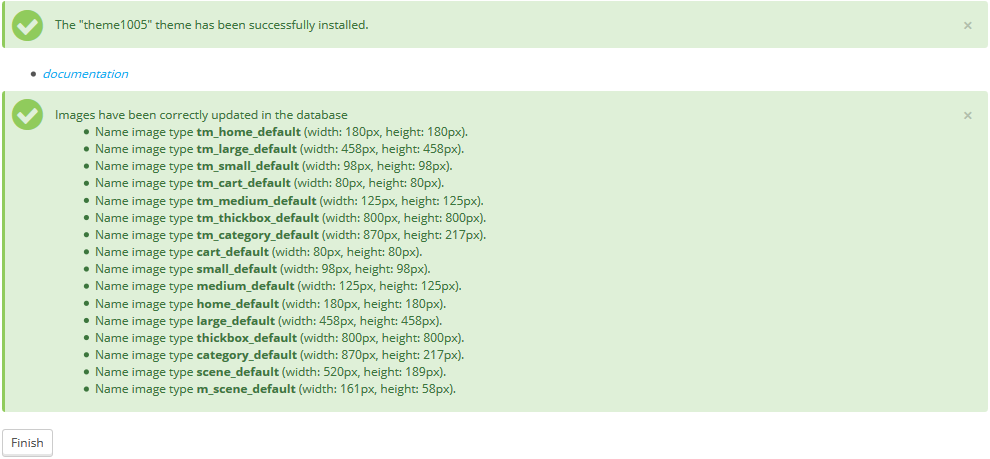 The "theme1005" theme has been successfully installed.
×
• documentation
Images have been correctly updated in the database
×
• Name image type tm_home_default (width: 180px, height: 180px).
• Name image type tm_large_default (width: 458px, height: 458px).
• Name image type tm_small_default (width: 98px, height: 98px).
• Name image type tm_cart_default (width: 80px, height: 80px).
• Name image type tm_medium_default (width: 125px, height: 125px).
• Name image type tm_thickbox_default (width: 800px, height: 800px).
• Name image type tm_category_default (width: 870px, height: 217px).
• Name image type cart_default (width: 80px, height: 80px).
• Name image type small_default (width: 98px, height: 98px).
• Name image type medium_default (width: 125px, height: 125px).
• Name image type home_default (width: 180px, height: 180px).
• Name image type large_default (width: 458px, height: 458px).
• Name image type thickbox_default (width: 800px, height: 800px).
• Name image type category_default (width: 870px, height: 217px).
• Name image type scene_default (width: 520px, height: 189px).
• Name image type m_scene_default (width: 161px, height: 58px).
Finish